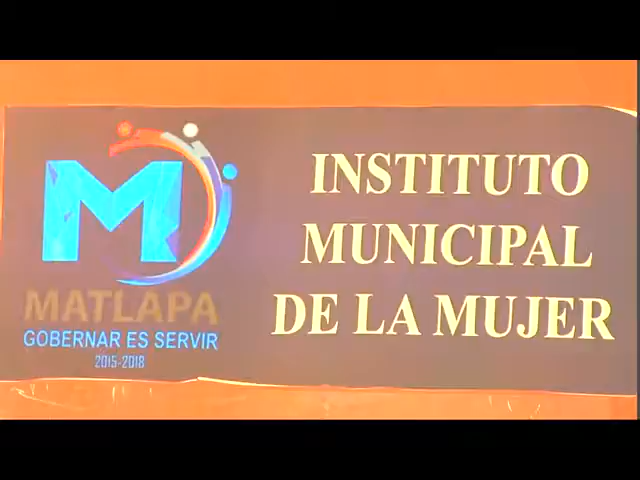 M
MATLAPA
GOBERNAR ES SERVIR
2015-2018
INSTITUTO
MUNICIPAL
DE LA MUJER